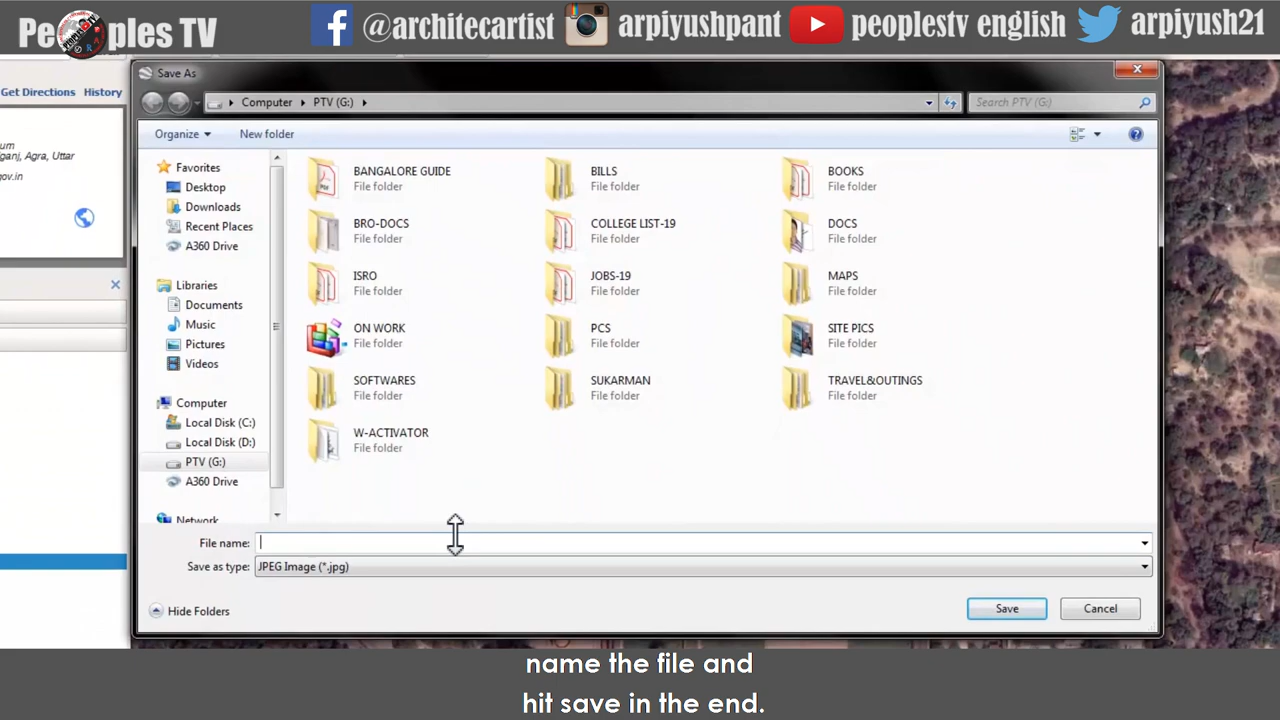 Peoples TV
@architecartist
arpiyushpant
peoplestv english
arpiyush21
Save As
Get Directions History
Computer PTV (G:)
Search PTV (G:)
um
ganj, Agra, Uttar
ov.in
Organize
New folder
Favorites
Desktop
Downloads
Recent Places
A360 Drive
Libraries
Documents
Music
Pictures
Videos
Computer
Local Disk (C:)
Local Disk (D:)
PTV (G:)
A360 Drive
Network
BANGALORE GUIDE
File folder
BILLS
File folder
BOOKS
File folder
BRO-DOCS
File folder
COLLEGE LIST-19
File folder
DOCS
File folder
ISRO
File folder
JOBS-19
File folder
MAPS
File folder
ON WORK
File folder
PCS
File folder
SITE PICS
File folder
SOFTWARES
File folder
SUKARMAN
File folder
TRAVEL&OUTINGS
File folder
W-ACTIVATOR
File folder
File name:
Save as type: JPEG Image (*.jpg)
Hide Folders
Save
Cancel
name the file and
hit save in the end.